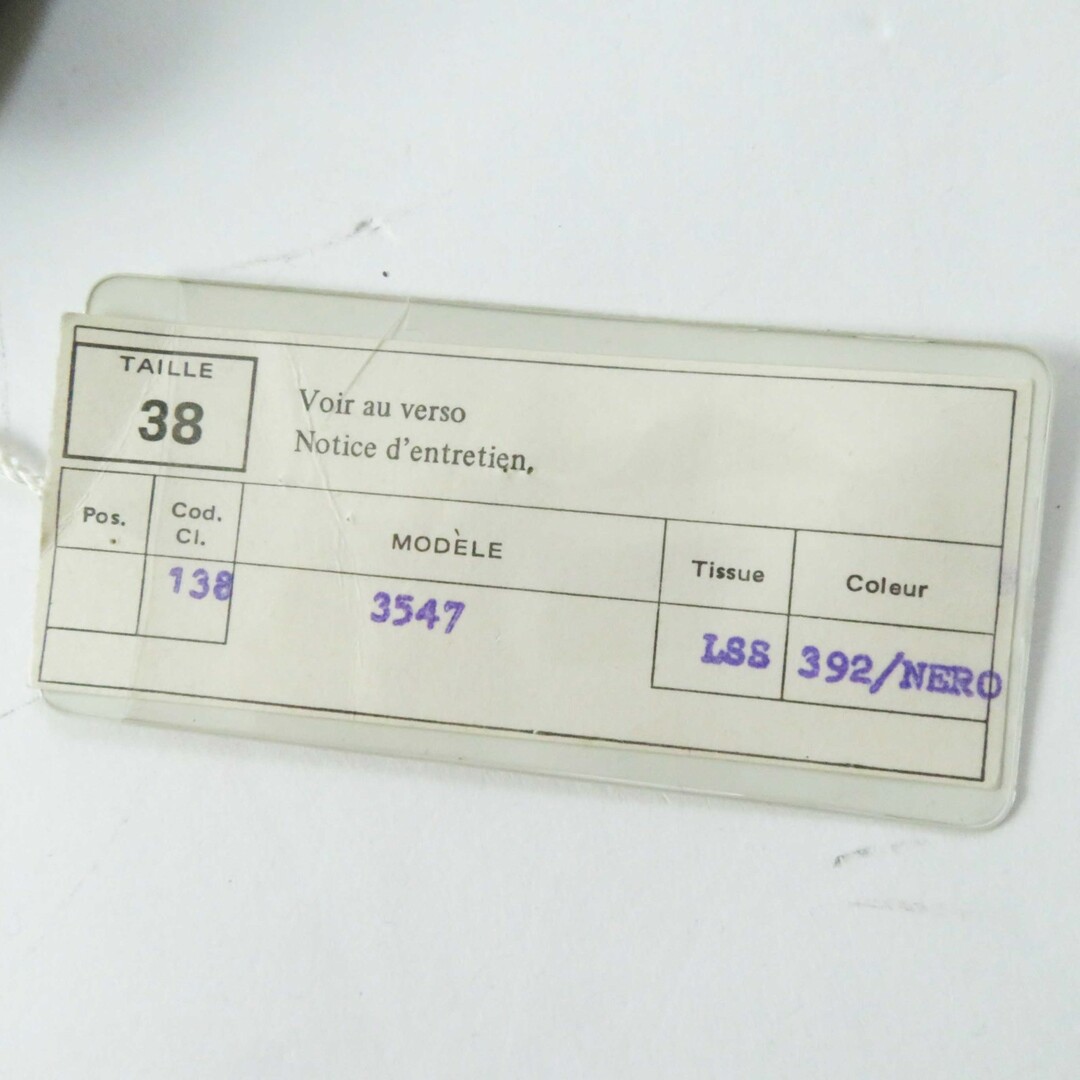 TAILLE
38
Voir au verso
Notice d'entretien.
Pos.
Cod.
Cl.
MODÈLE
Tissue
Coleur
138
3547
LSS
392/NERO